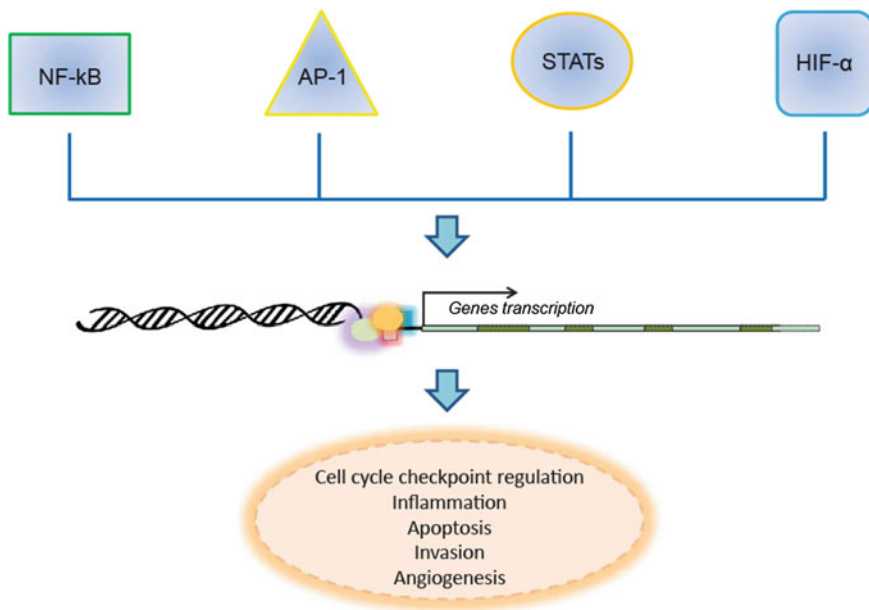 NF-kB
AP-1
STATs
HIF-α
Genes transcription
Cell cycle checkpoint regulation
Inflammation
Apoptosis
Invasion
Angiogenesis